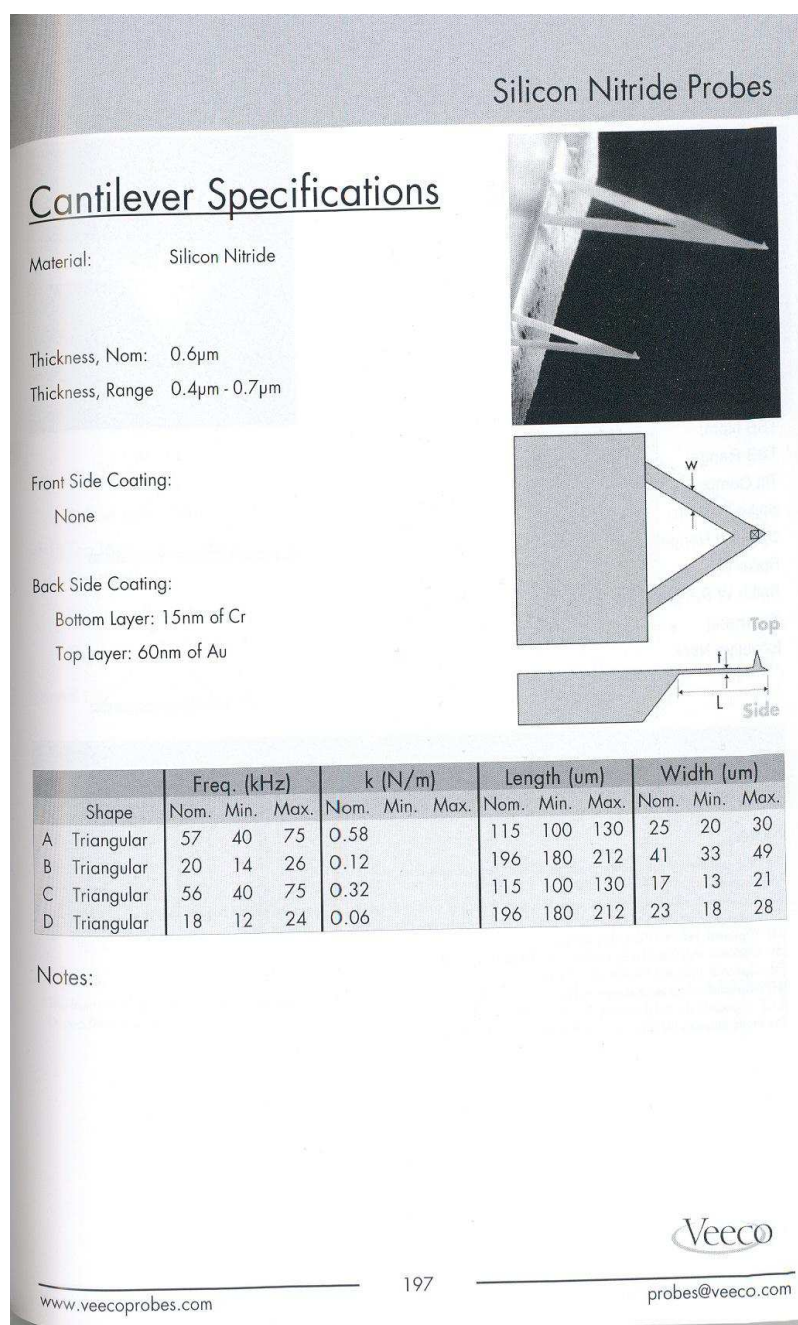 Silicon Nitride Probes
Cantilever Specifications
Material: Silicon Nitride
Thickness, Nom: 0.6µm
Thickness, Range 0.4µm - 0.7µm
Front Side Coating:
None
Back Side Coating:
Bottom Layer: 15nm of Cr
Top Layer: 60nm of Au
W
Top
t
L
Side
Freq. (kHz) k (N/m) Length (um) Width (um)
Shape Nom. Min. Max. Nom. Min. Max. Nom. Min. Max. Nom. Min. Max.
A Triangular 57 40 75 0.58 115 100 130 25 20 30
B Triangular 20 14 26 0.12 196 180 212 41 33 49
C Triangular 56 40 75 0.32 115 100 130 17 13 21
D Triangular 18 12 24 0.06 196 180 212 23 18 28
Notes:
Veeco
www.veecoprobes.com 197 probes@veeco.com